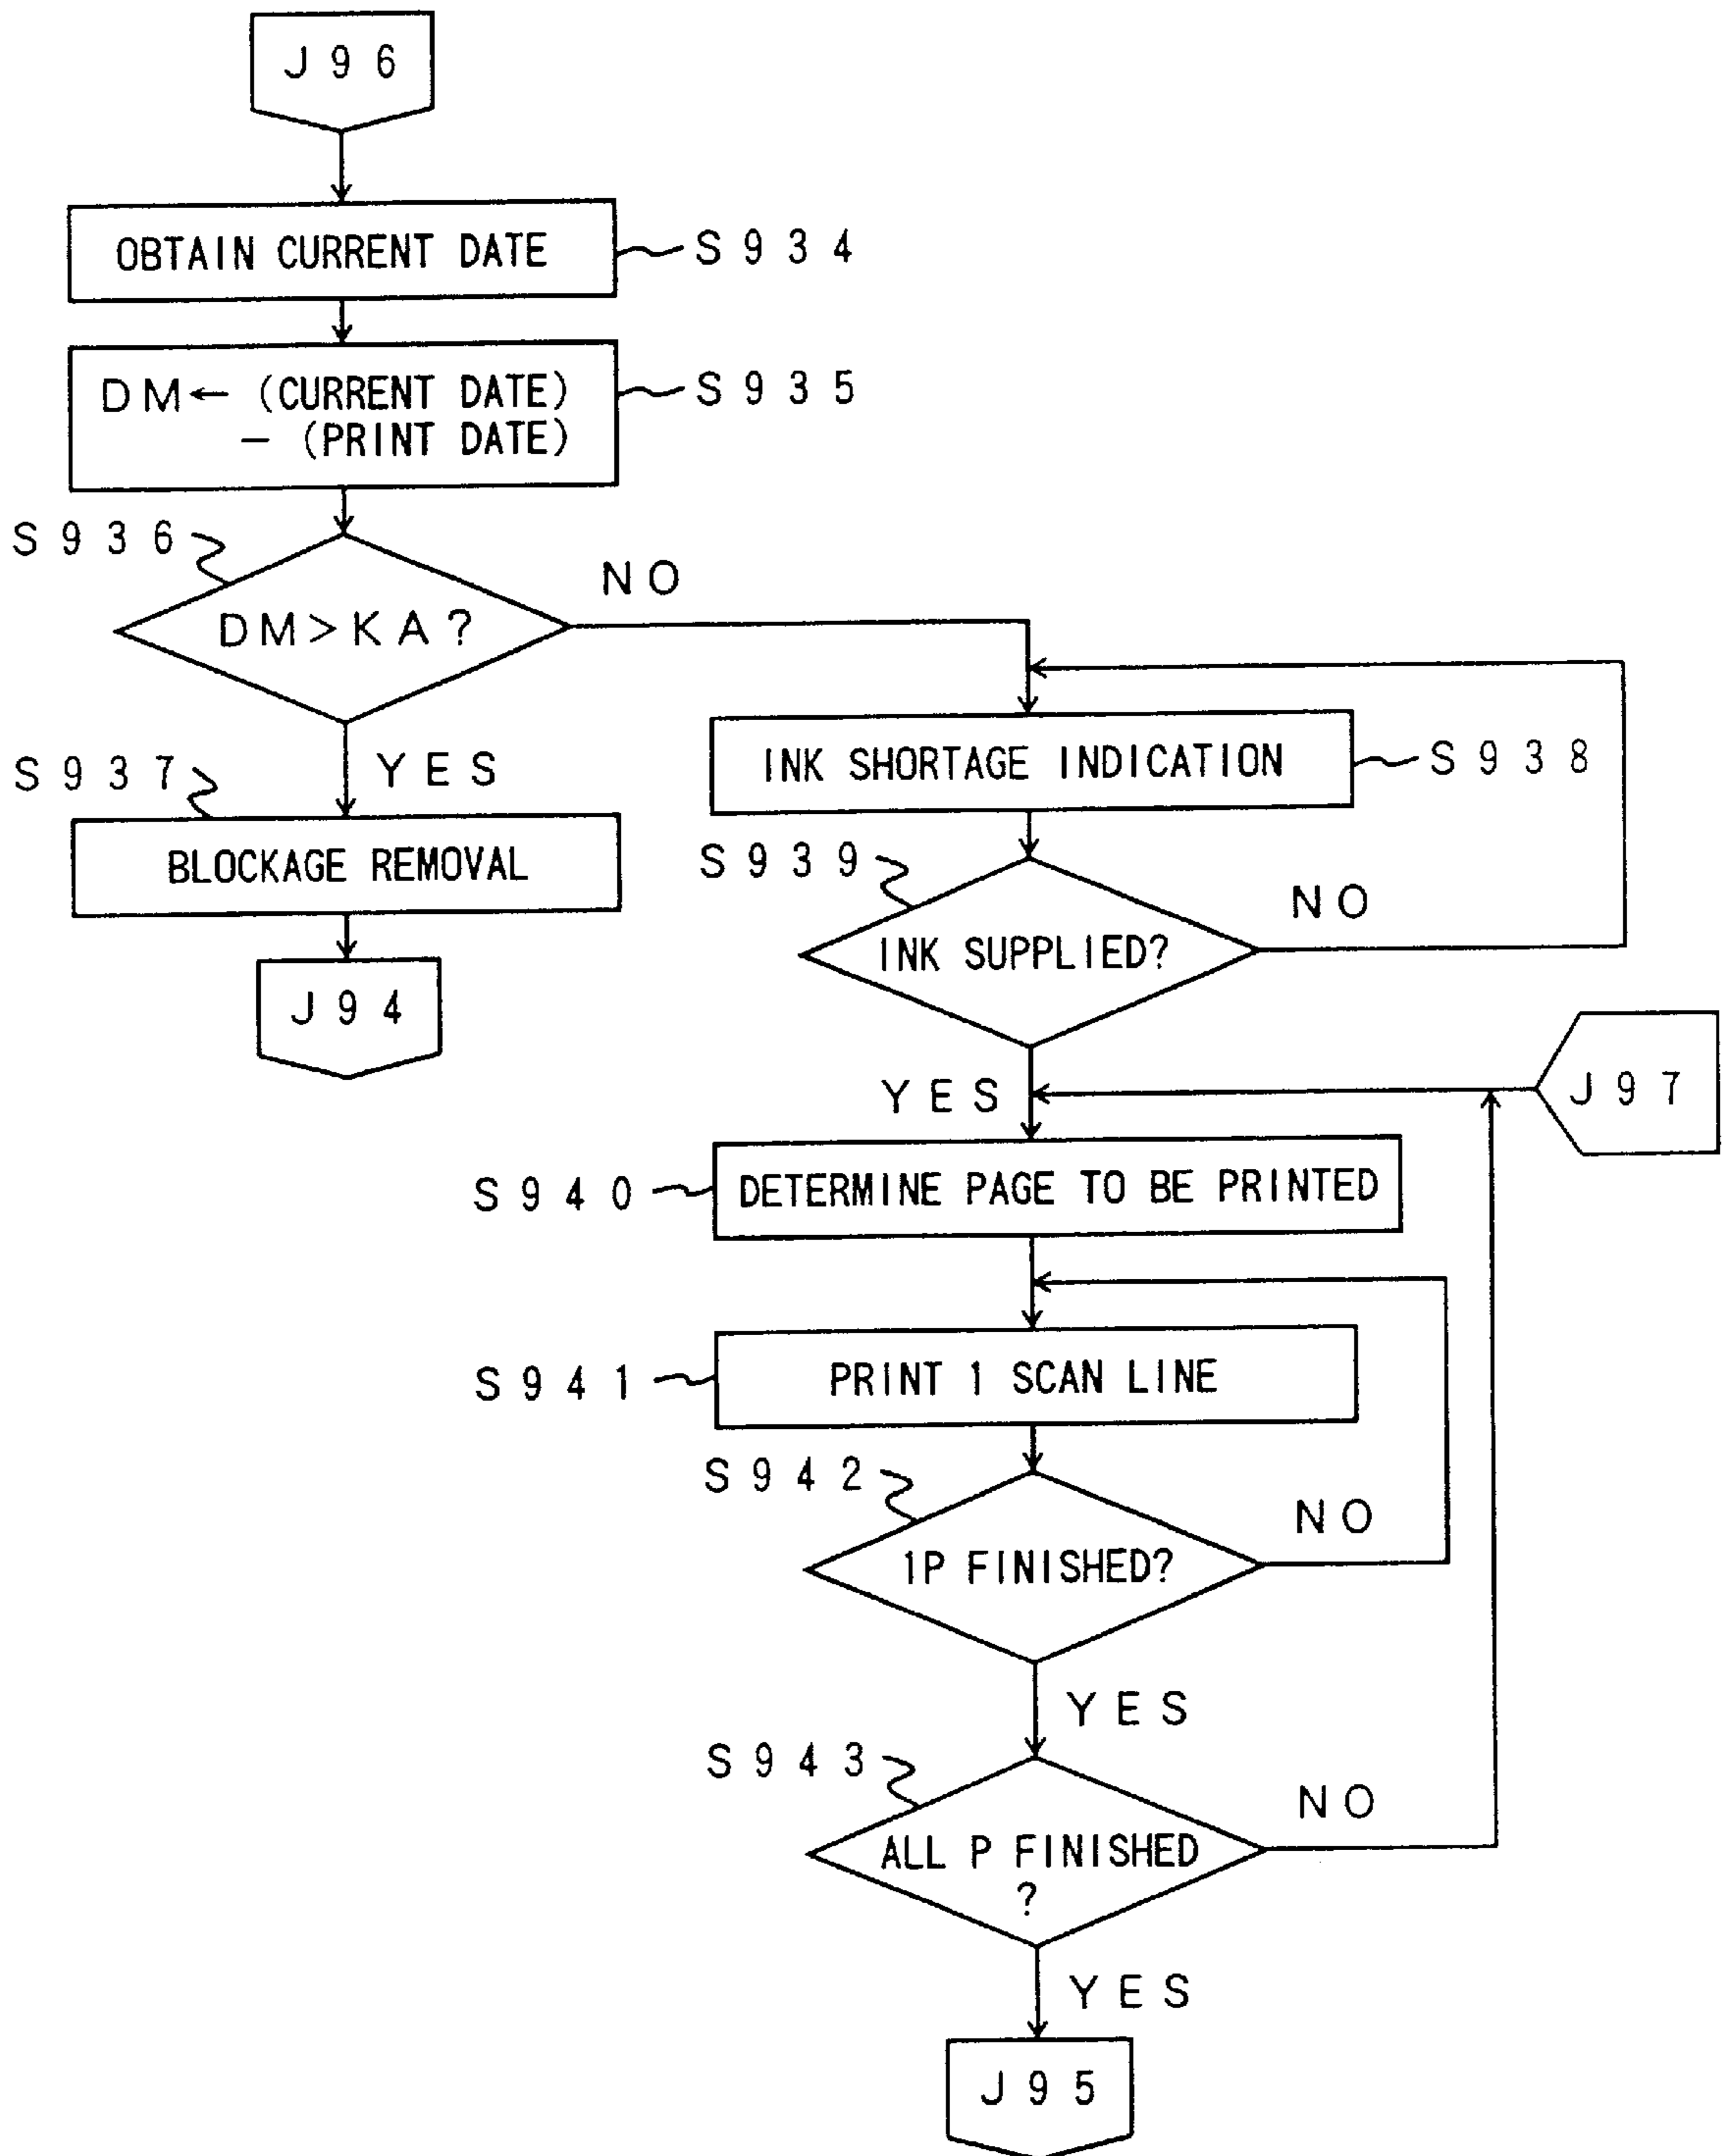 J96
OBTAIN CURRENT DATE
S934
DM← (CURRENT DATE)
− (PRINT DATE)
S935
S936
DM>KA?
NO
YES
S937
BLOCKAGE REMOVAL
J94
INK SHORTAGE INDICATION
S938
S939
INK SUPPLIED?
NO
YES
J97
S940
DETERMINE PAGE TO BE PRINTED
S941
PRINT 1 SCAN LINE
S942
1P FINISHED?
NO
YES
S943
ALL P FINISHED
?
NO
YES
J95